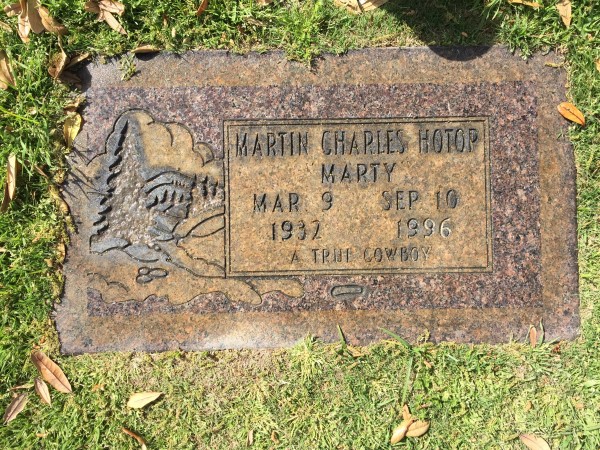 MARTIN CHARLES HOTOP
MARTY
MAR 9 SEP 10
1932 1996
A TRUE COWBOY